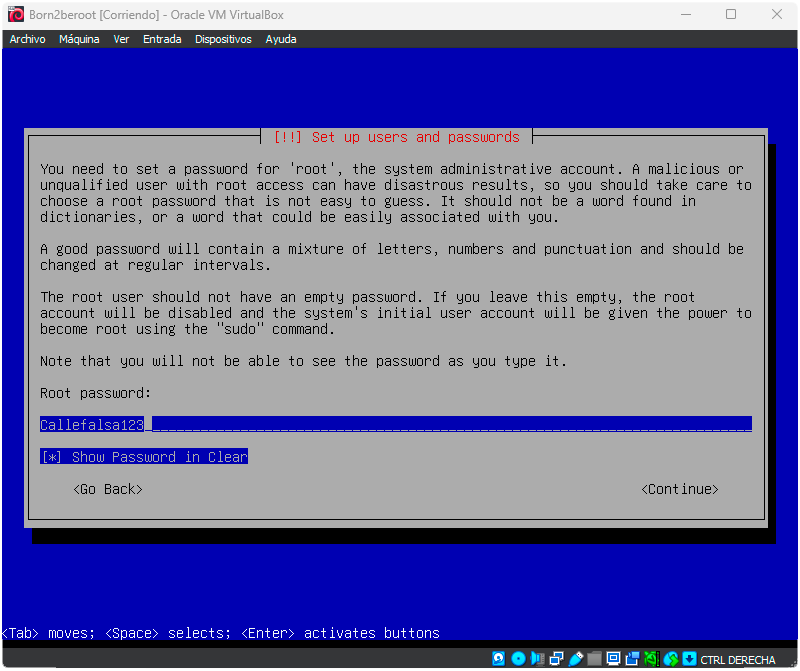 Born2beroot [Corriendo] - Oracle VM VirtualBox
Archivo Máquina Ver Entrada Dispositivos Ayuda
[!!] Set up users and passwords
You need to set a password for 'root', the system administrative account. A malicious or
unqualified user with root access can have disastrous results, so you should take care to
choose a root password that is not easy to guess. It should not be a word found in
dictionaries, or a word that could be easily associated with you.
A good password will contain a mixture of letters, numbers and punctuation and should be
changed at regular intervals.
The root user should not have an empty password. If you leave this empty, the root
account will be disabled and the system's initial user account will be given the power to
become root using the "sudo" command.
Note that you will not be able to see the password as you type it.
Root password:
Callefalsa123
[*] Show Password in Clear
<Go Back> <Continue>
<Tab> moves; <Space> selects; <Enter> activates buttons
CTRL DERECHA